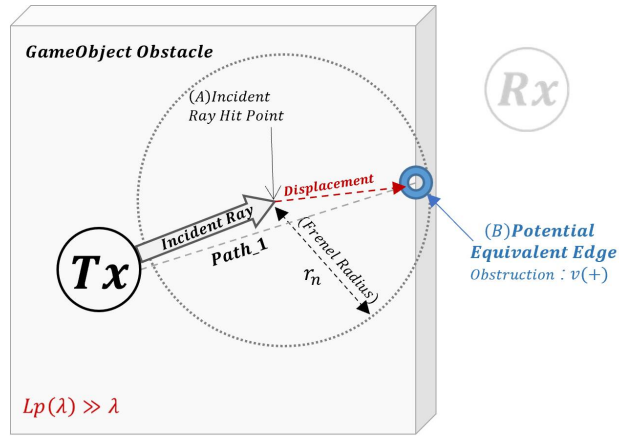 GameObject Obstacle
Rx
(A)Incident
Ray Hit Point
Displacement
Incident Ray
Path_1
(Frenel Radius)
r_n
Tx
(B)Potential
Equivalent Edge
Obstruction : v(+)
Lp(λ) ≫ λ